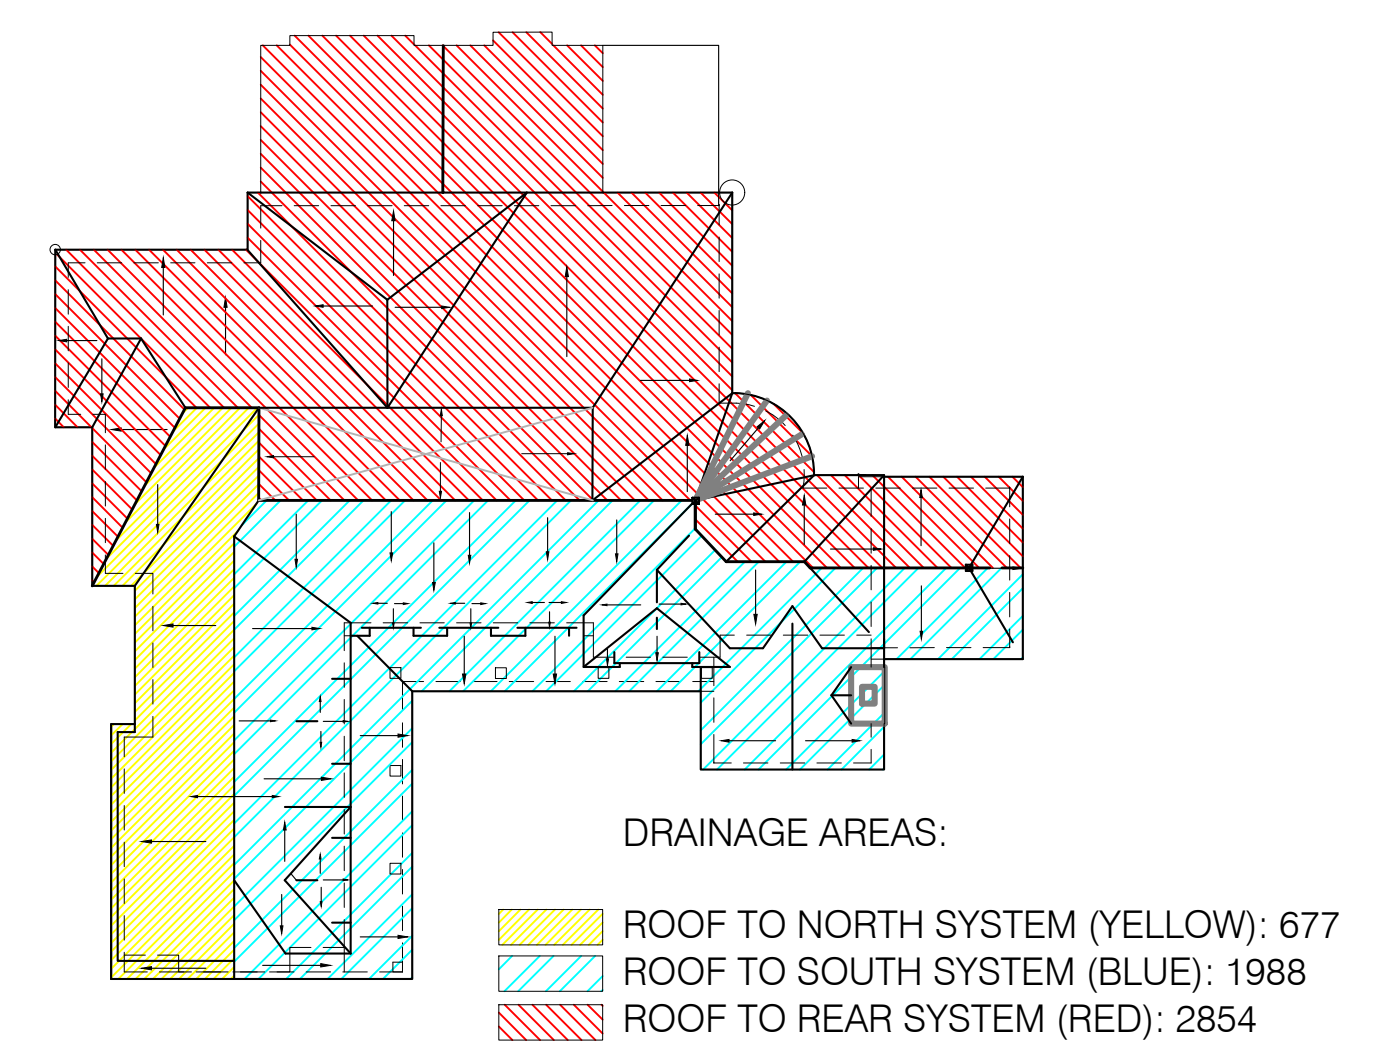 DRAINAGE AREAS:
ROOF TO NORTH SYSTEM (YELLOW): 677
ROOF TO SOUTH SYSTEM (BLUE): 1988
ROOF TO REAR SYSTEM (RED): 2854